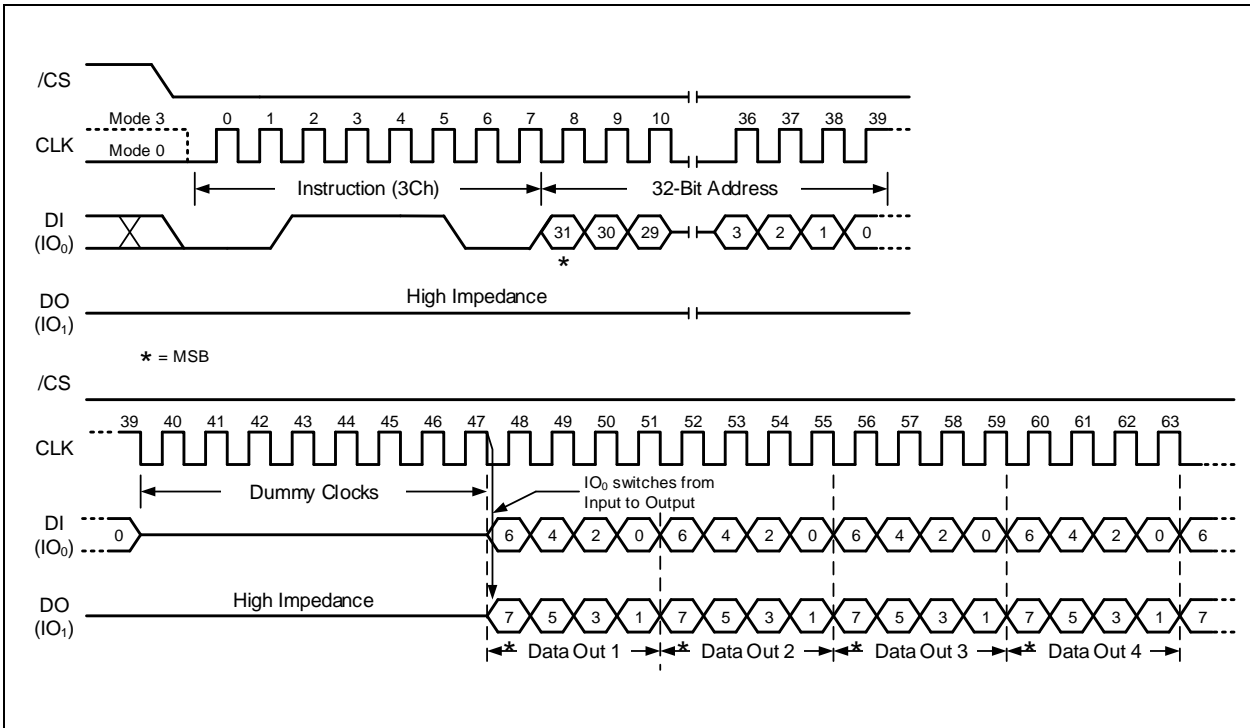 /CS
Mode 3
0 1 2 3 4 5 6 7 8 9 10 36 37 38 39
CLK
Mode 0
Instruction (3Ch) 32-Bit Address
DI
(IO₀)
31 30 29 3 2 1 0
*
High Impedance
DO
(IO₁)
* = MSB
/CS
39 40 41 42 43 44 45 46 47 48 49 50 51 52 53 54 55 56 57 58 59 60 61 62 63
CLK
Dummy Clocks
IO₀ switches from
Input to Output
DI
(IO₀)
0 6 4 2 0 6 4 2 0 6 4 2 0 6 4 2 0 6
High Impedance
DO
(IO₁)
7 5 3 1 7 5 3 1 7 5 3 1 7 5 3 1 7
* Data Out 1 * Data Out 2 * Data Out 3 * Data Out 4